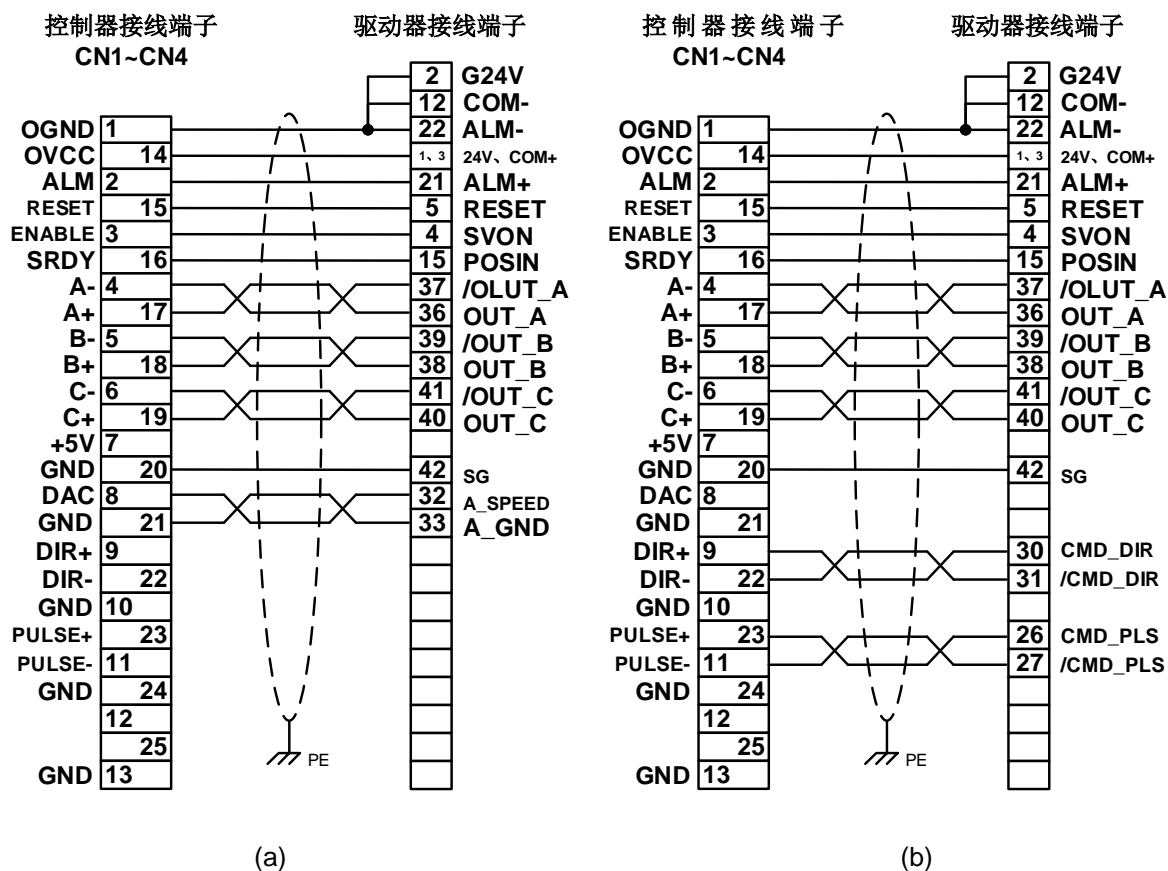 控制器接线端子 驱动器接线端子
CN1~CN4
2 G24V
12 COM-
OGND 1 22 ALM-
OVCC 14 1、3 24V、COM+
ALM 2 21 ALM+
RESET 15 5 RESET
ENABLE 3 4 SVON
SRDY 16 15 POSIN
A- 4 37 /OLUT_A
A+ 17 36 OUT_A
B- 5 39 /OUT_B
B+ 18 38 OUT_B
C- 6 41 /OUT_C
C+ 19 40 OUT_C
+5V 7
GND 20 42 SG
DAC 8 32 A_SPEED
GND 21 33 A_GND
DIR+ 9
DIR- 22
GND 10
PULSE+ 23
PULSE- 11
GND 24
12
25
GND 13
PE
(a)
控制器接线端子 驱动器接线端子
CN1~CN4
2 G24V
12 COM-
OGND 1 22 ALM-
OVCC 14 1、3 24V、COM+
ALM 2 21 ALM+
RESET 15 5 RESET
ENABLE 3 4 SVON
SRDY 16 15 POSIN
A- 4 37 /OLUT_A
A+ 17 36 OUT_A
B- 5 39 /OUT_B
B+ 18 38 OUT_B
C- 6 41 /OUT_C
C+ 19 40 OUT_C
+5V 7
GND 20 42 SG
DAC 8
GND 21
DIR+ 9 30 CMD_DIR
DIR- 22 31 /CMD_DIR
GND 10
PULSE+ 23 26 CMD_PLS
PULSE- 11 27 /CMD_PLS
GND 24
12
25
GND 13
PE
(b)